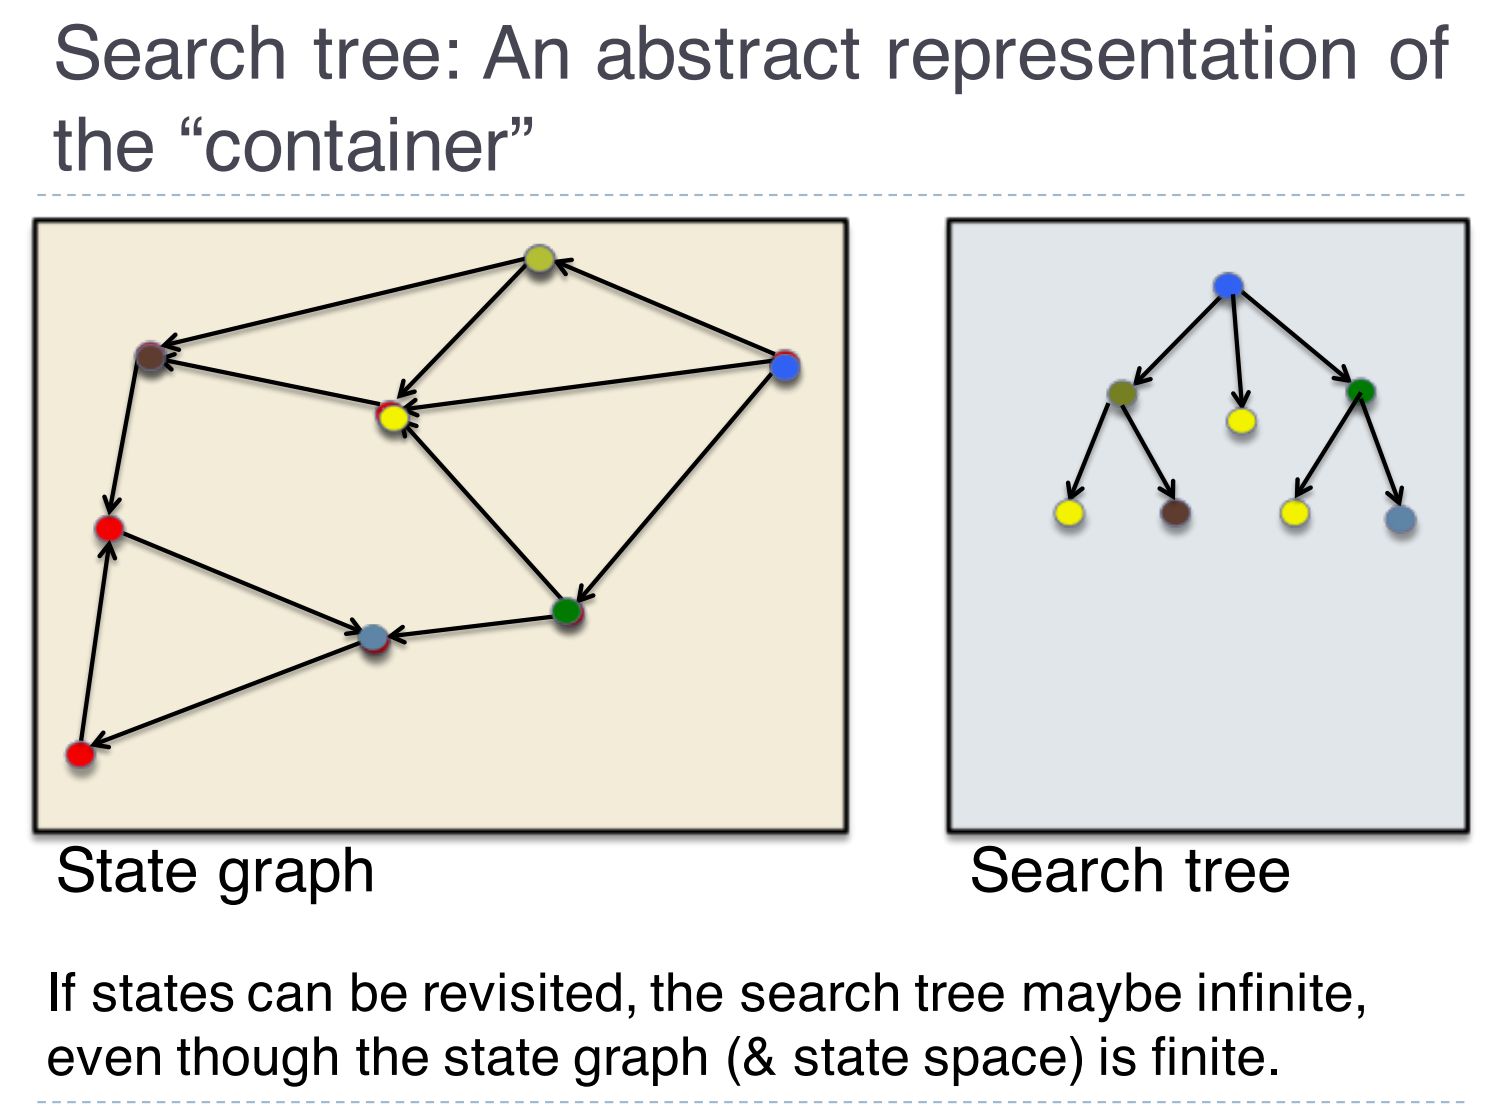 Search tree: An abstract representation of
the “container”
State graph
Search tree
If states can be revisited, the search tree maybe infinite,
even though the state graph (& state space) is finite.